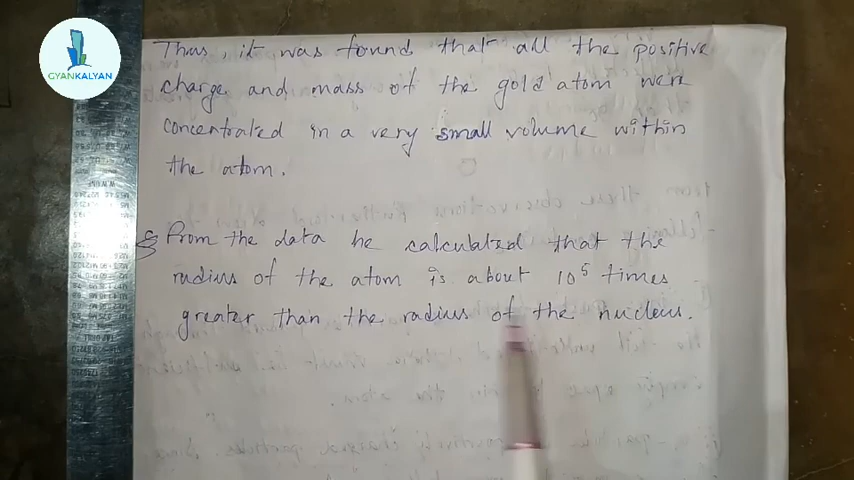 GYANKALYAN
Thus, it was found that all the positive
charge and mass of the gold atom were
concentrated in a very small volume within
the atom.
From the data he calculated that the
radius of the atom is about 10⁵ times
greater than the radius of the nucleus.